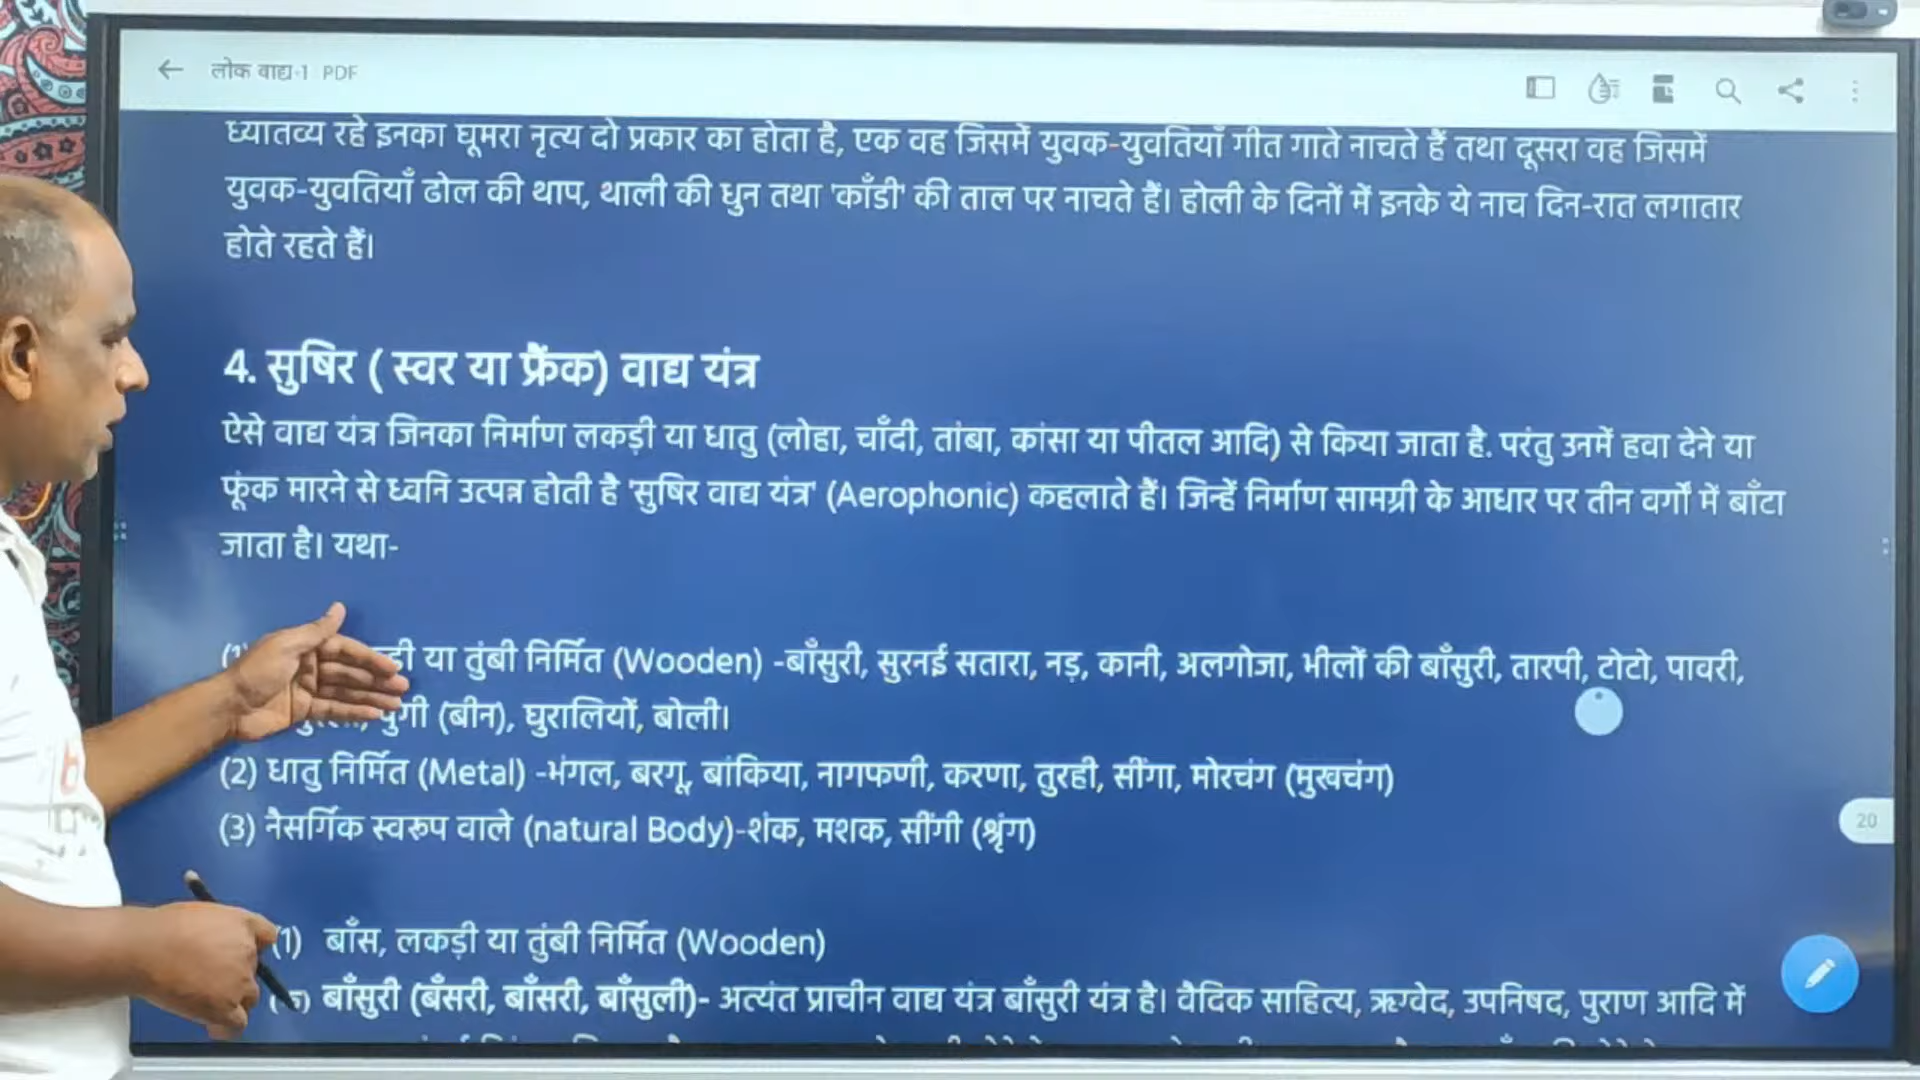 लोक वाद्य-1 PDF
ध्यातव्य रहे इनका घूमरा नृत्य दो प्रकार का होता है, एक वह जिसमें युवक-युवतियाँ गीत गाते नाचते हैं तथा दूसरा वह जिसमें
युवक-युवतियाँ ढोल की थाप, थाली की धुन तथा 'काँडी' की ताल पर नाचते हैं। होली के दिनों में इनके ये नाच दिन-रात लगातार
होते रहते हैं।
4. सुषिर ( स्वर या फ्रैंक) वाद्य यंत्र
ऐसे वाद्य यंत्र जिनका निर्माण लकड़ी या धातु (लोहा, चाँदी, तांबा, कांसा या पीतल आदि) से किया जाता है. परंतु उनमें हवा देने या
फूंक मारने से ध्वनि उत्पन्न होती है 'सुषिर वाद्य यंत्र' (Aerophonic) कहलाते हैं। जिन्हें निर्माण सामग्री के आधार पर तीन वर्गों में बाँटा
जाता है। यथा-
या तुंबी निर्मित (Wooden) -बाँसुरी, सुरनई सतारा, नड़, कानी, अलगोजा, भीलों की बाँसुरी, तारपी, टोटो, पावरी,
पुंगी (बीन), घुरालियों, बोली।
(2) धातु निर्मित (Metal) -भंगल, बरगू, बांकिया, नागफणी, करणा, तुरही, सींगा, मोरचंग (मुखचंग)
(3) नैसर्गिक स्वरूप वाले (natural Body)-शंक, मशक, सींगी (श्रृंग)
20
(1) बाँस, लकड़ी या तुंबी निर्मित (Wooden)
बाँसुरी (बँसरी, बाँसरी, बाँसुली)- अत्यंत प्राचीन वाद्य यंत्र बाँसुरी यंत्र है। वैदिक साहित्य, ऋग्वेद, उपनिषद, पुराण आदि में